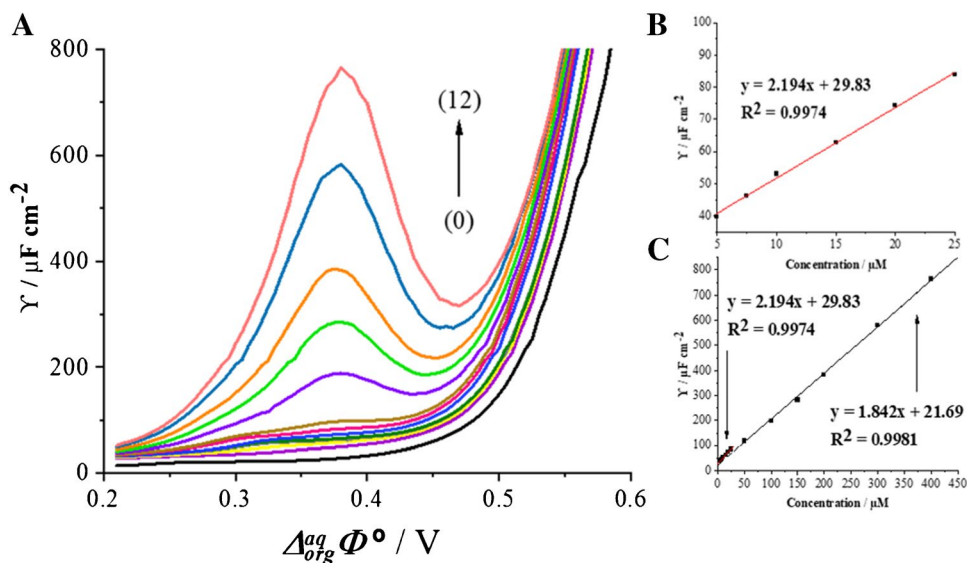 A
800
600
400
200
0
0.2 0.3 0.4 0.5 0.6
ϒ / µF cm⁻²
(12)
(0)
Δ^{aq}_{org} Φ° / V
B
100
90
80
70
60
50
40
5 10 15 20 25
ϒ / µF cm⁻²
y = 2.194x + 29.83
R² = 0.9974
Concentration / µM
C
800
700
600
500
400
300
200
100
0
0 50 100 150 200 250 300 350 400 450
ϒ / µF cm⁻²
y = 2.194x + 29.83
R² = 0.9974
y = 1.842x + 21.69
R² = 0.9981
Concentration / µM